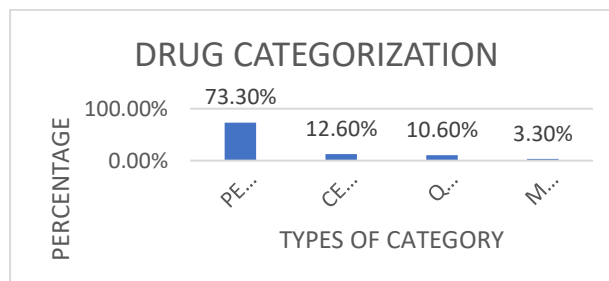 DRUG CATEGORIZATION
PERCENTAGE
100.00%
0.00%
73.30%
12.60%
10.60%
3.30%
PE...
CE...
Q...
M...
TYPES OF CATEGORY